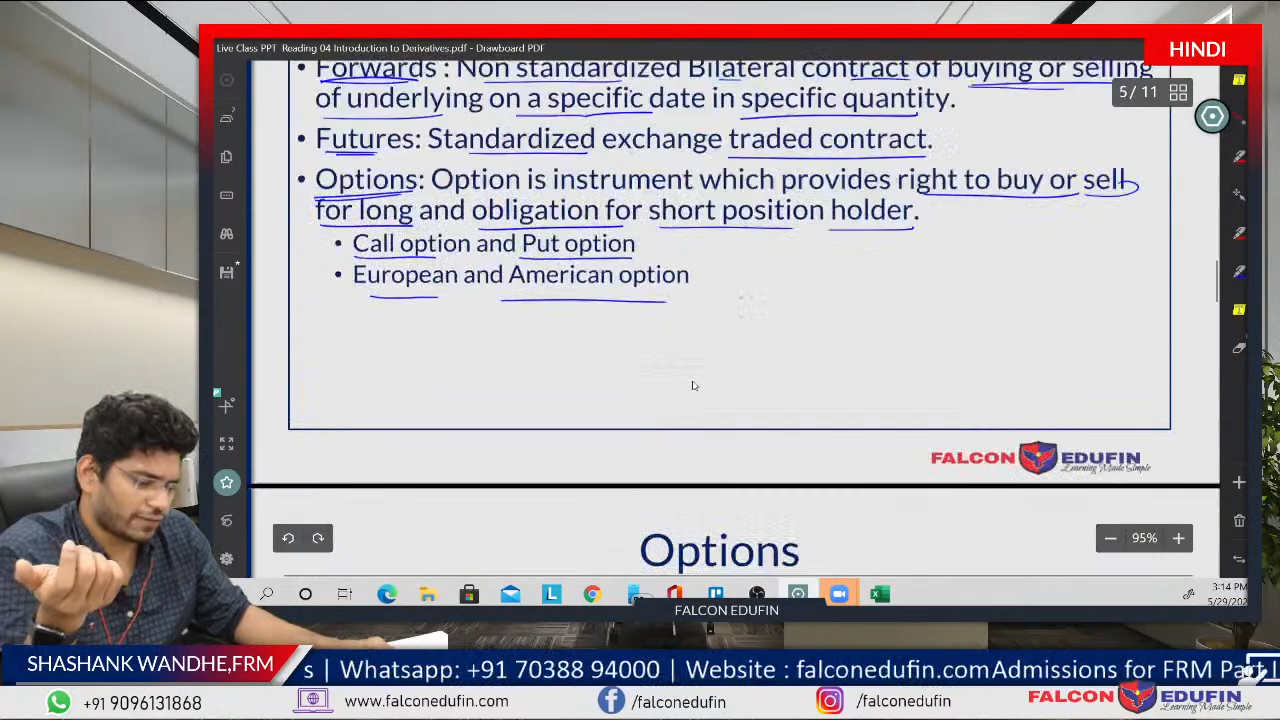 Live Class PPT Reading 04 Introduction to Derivatives.pdf - Drawboard PDF
HINDI
• Forwards : Non standardized Bilateral contract of buying or selling
of underlying on a specific date in specific quantity.
5 / 11
• Futures: Standardized exchange traded contract.
• Options: Option is instrument which provides right to buy or sell
for long and obligation for short position holder.
• Call option and Put option
• European and American option
FALCON EDUFIN
Learning Made Simple
Options
95%
3:14 PM
5/29/202
FALCON EDUFIN
SHASHANK WANDHE,FRM
s | Whatsapp: +91 70388 94000 | Website : falconedufin.comAdmissions for FRM Part I
+91 9096131868
www.falconedufin.com
/falconedufin
/falconedufin
FALCON EDUFIN
Learning Made Simple